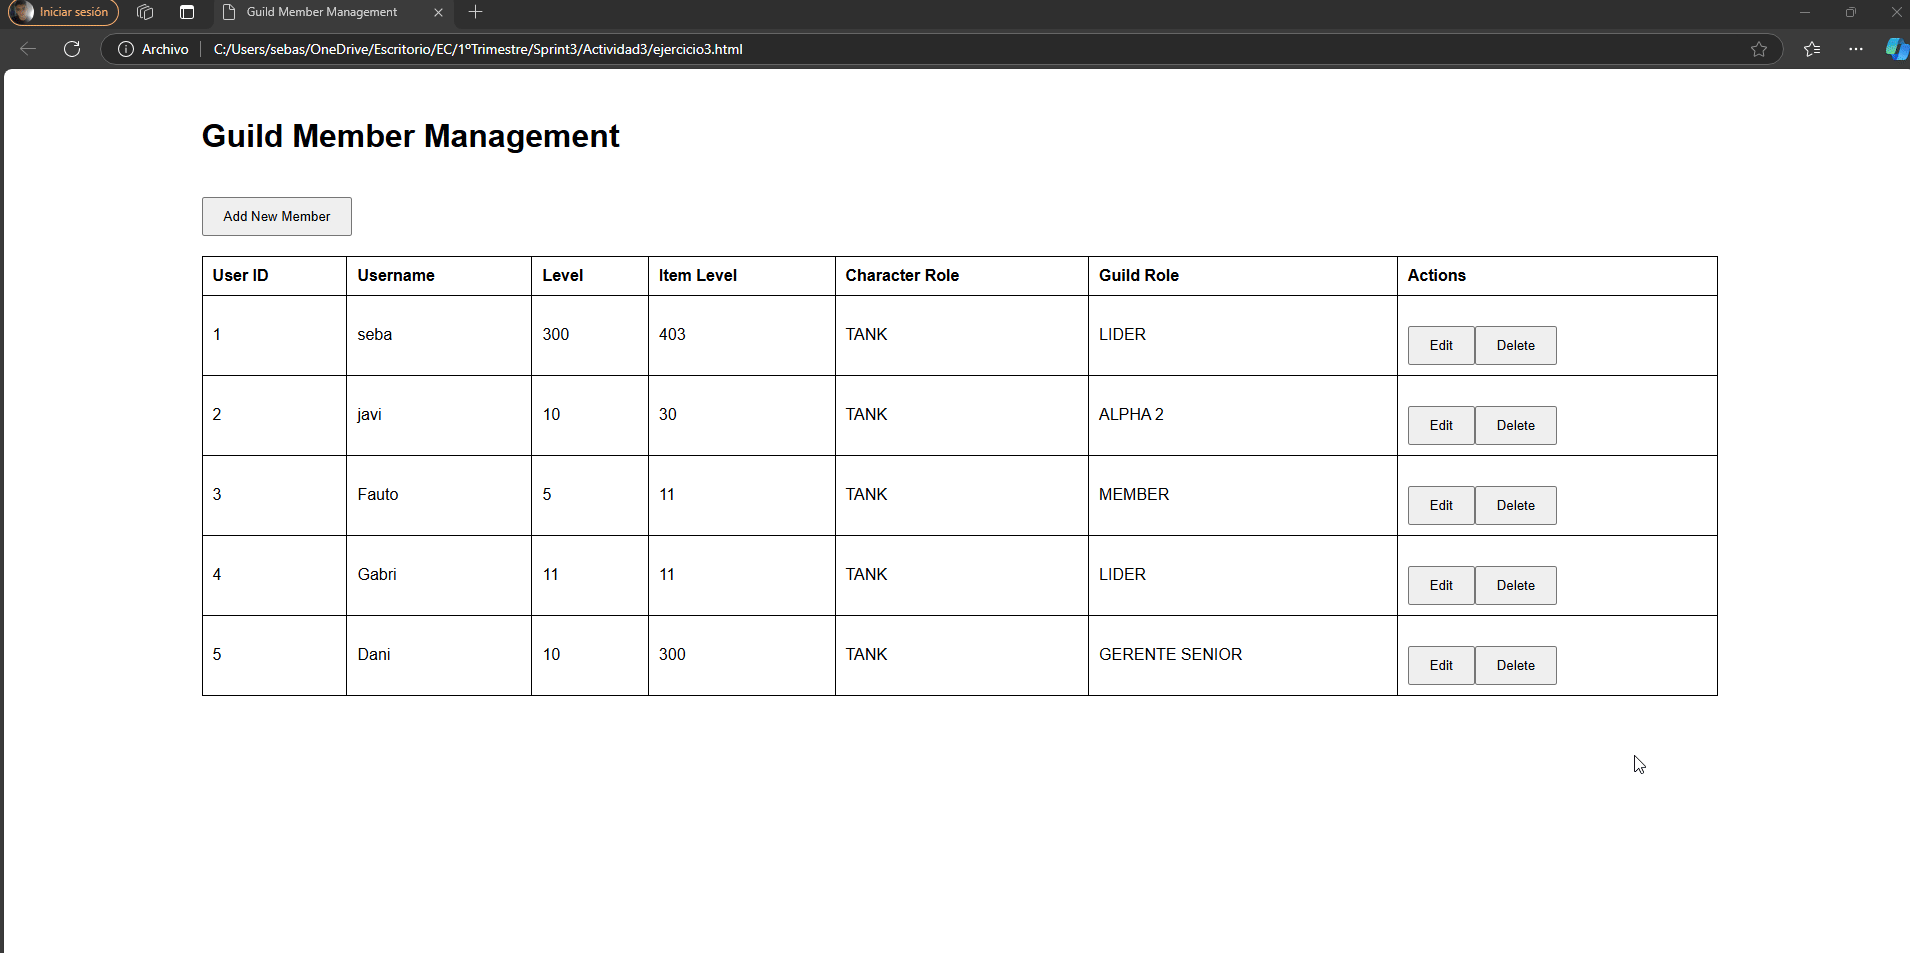 Iniciar sesión
Guild Member Management
Archivo
C:/Users/sebas/OneDrive/Escritorio/EC/1ºTrimestre/Sprint3/Actividad3/ejercicio3.html
Guild Member Management
Add New Member
User ID Username Level Item Level Character Role Guild Role Actions
1 seba 300 403 TANK LIDER Edit Delete
2 javi 10 30 TANK ALPHA 2 Edit Delete
3 Fauto 5 11 TANK MEMBER Edit Delete
4 Gabri 11 11 TANK LIDER Edit Delete
5 Dani 10 300 TANK GERENTE SENIOR Edit Delete